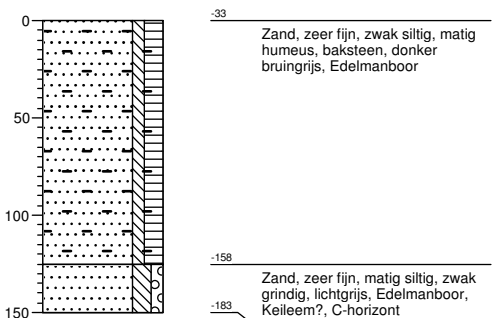 0
50
100
150
-33
Zand, zeer fijn, zwak siltig, matig
humeus, baksteen, donker
bruingrijs, Edelmanboor
-158
Zand, zeer fijn, matig siltig, zwak
grindig, lichtgrijs, Edelmanboor,
Keileem?, C-horizont
-183